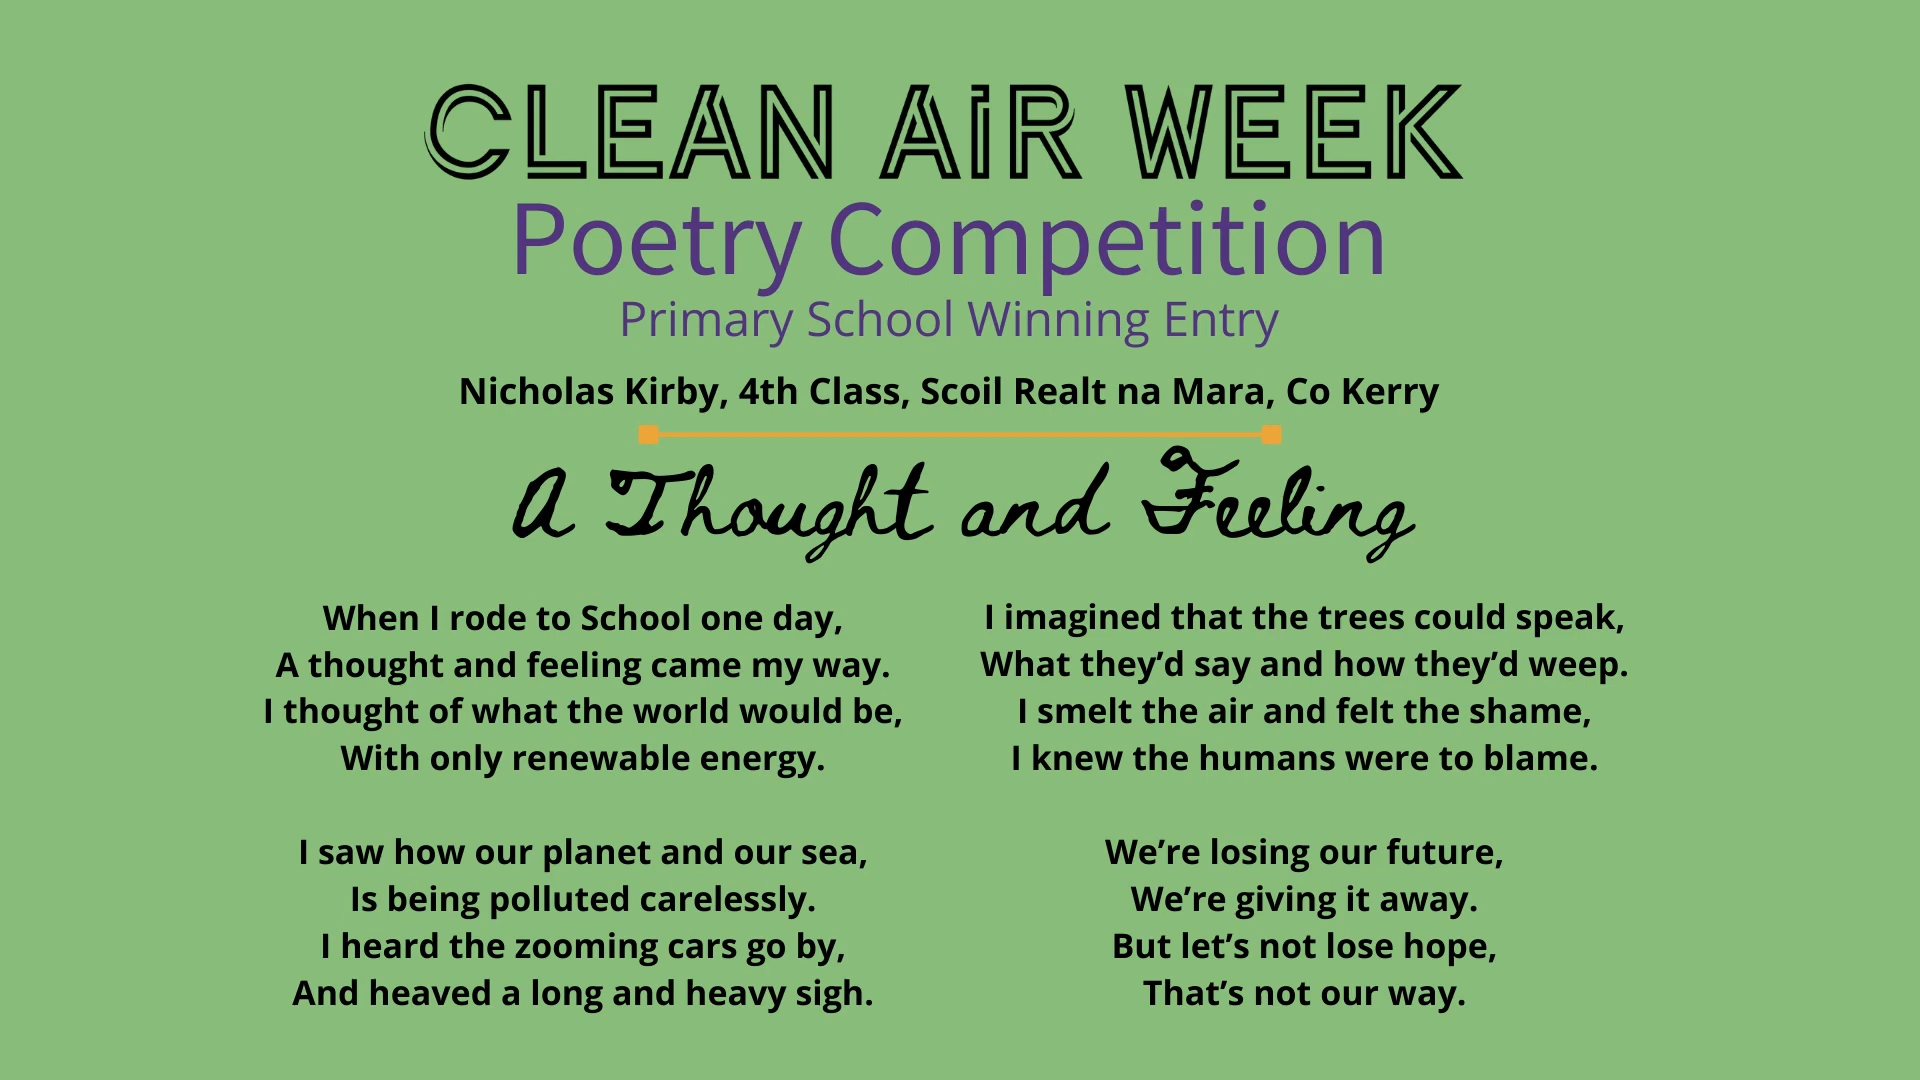 CLEAN AiR WEEK
Poetry Competition
Primary School Winning Entry
Nicholas Kirby, 4th Class, Scoil Realt na Mara, Co Kerry
A Thought and Feeling
When I rode to School one day,
A thought and feeling came my way.
I thought of what the world would be,
With only renewable energy.
I saw how our planet and our sea,
Is being polluted carelessly.
I heard the zooming cars go by,
And heaved a long and heavy sigh.
I imagined that the trees could speak,
What they’d say and how they’d weep.
I smelt the air and felt the shame,
I knew the humans were to blame.
We’re losing our future,
We’re giving it away.
But let’s not lose hope,
That’s not our way.